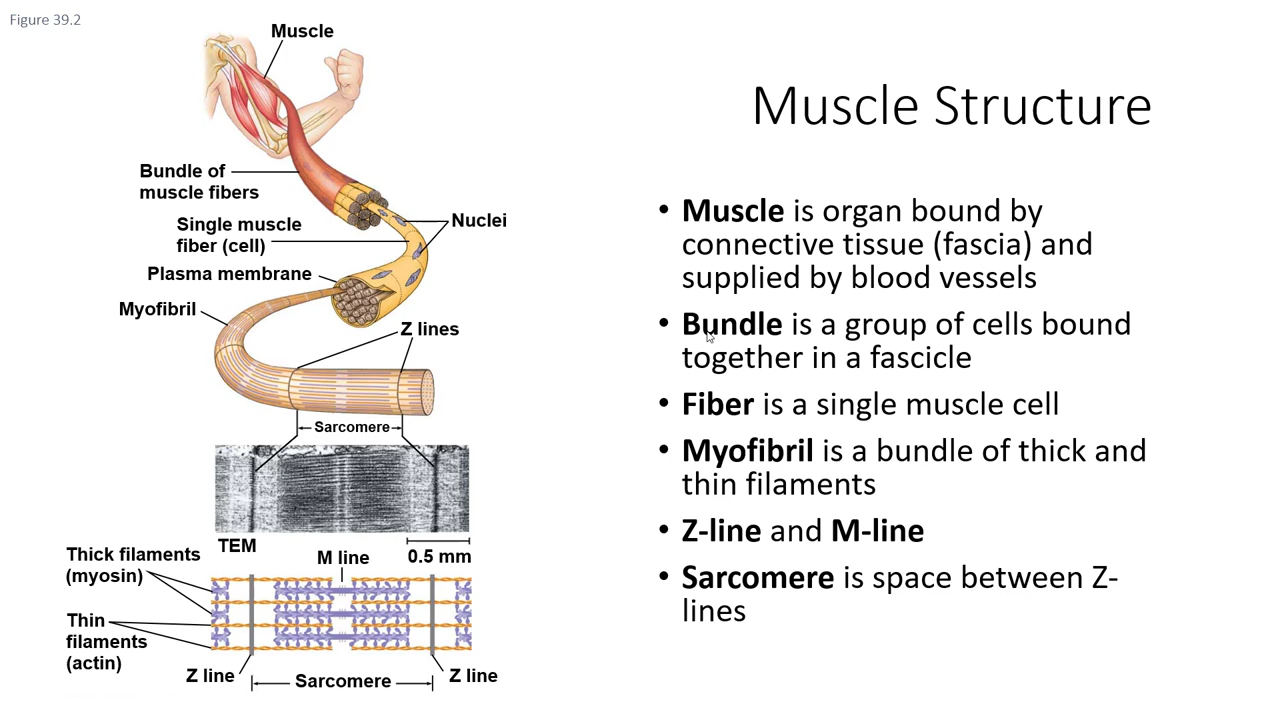 Figure 39.2
Muscle
Bundle of
muscle fibers
Single muscle
fiber (cell)
Nuclei
Plasma membrane
Myofibril
Z lines
Sarcomere
TEM
0.5 mm
Thick filaments
(myosin)
M line
Thin
filaments
(actin)
Z line
Sarcomere
Z line
Muscle Structure
• Muscle is organ bound by
connective tissue (fascia) and
supplied by blood vessels
• Bundle is a group of cells bound
together in a fascicle
• Fiber is a single muscle cell
• Myofibril is a bundle of thick and
thin filaments
• Z-line and M-line
• Sarcomere is space between Z-
lines